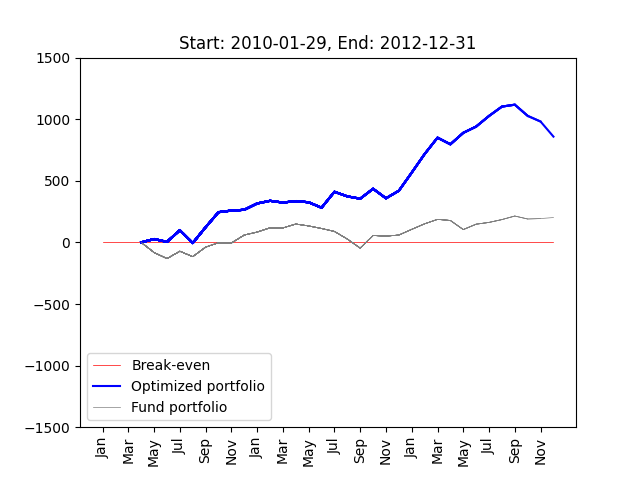 Start: 2010-01-29, End: 2012-12-31
1500
1000
500
0
−500
−1000
−1500
Break-even
Optimized portfolio
Fund portfolio
Jan
Mar
May
Jul
Sep
Nov
Jan
Mar
May
Jul
Sep
Nov
Jan
Mar
May
Jul
Sep
Nov